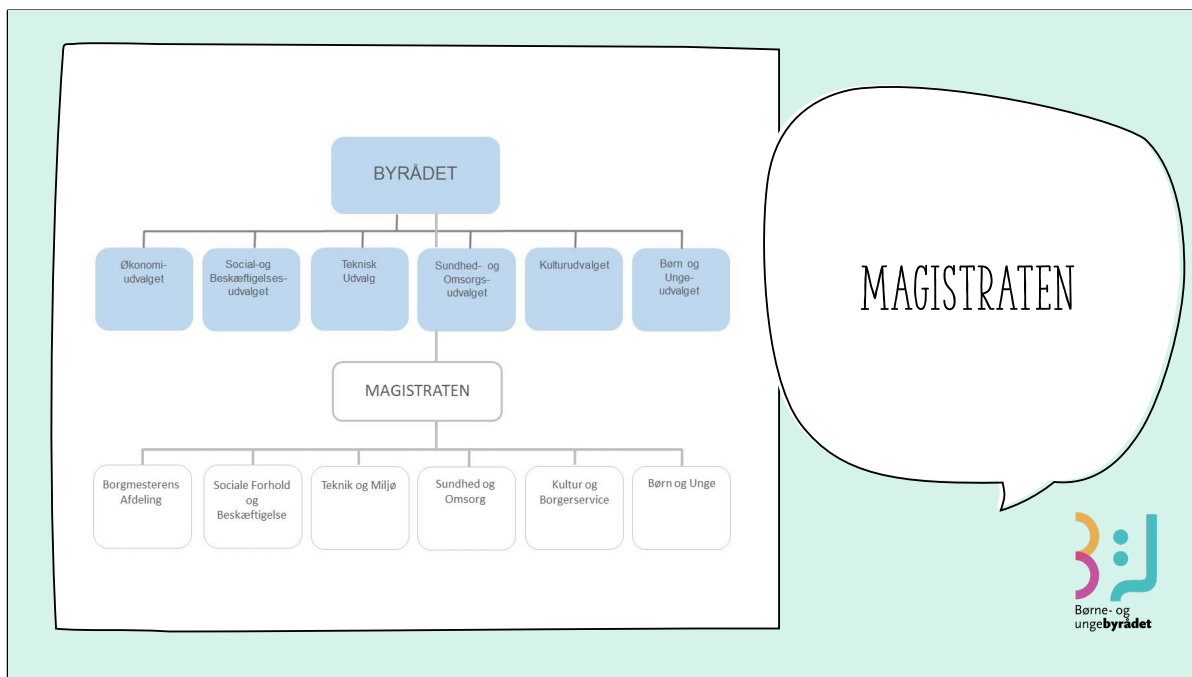 BYRÅDET
Økonomi-
udvalget
Social-og
Beskæftigelses-
udvalget
Teknisk
Udvalg
Sundhed- og
Omsorgs-
udvalget
Kulturudvalget
Børn og
Unge-
udvalget
MAGISTRATEN
Borgmesterens
Afdeling
Sociale Forhold
og
Beskæftigelse
Teknik og Miljø
Sundhed og
Omsorg
Kultur og
Borgerservice
Børn og Unge
MAGISTRATEN
Børne- og
ungebyrådet